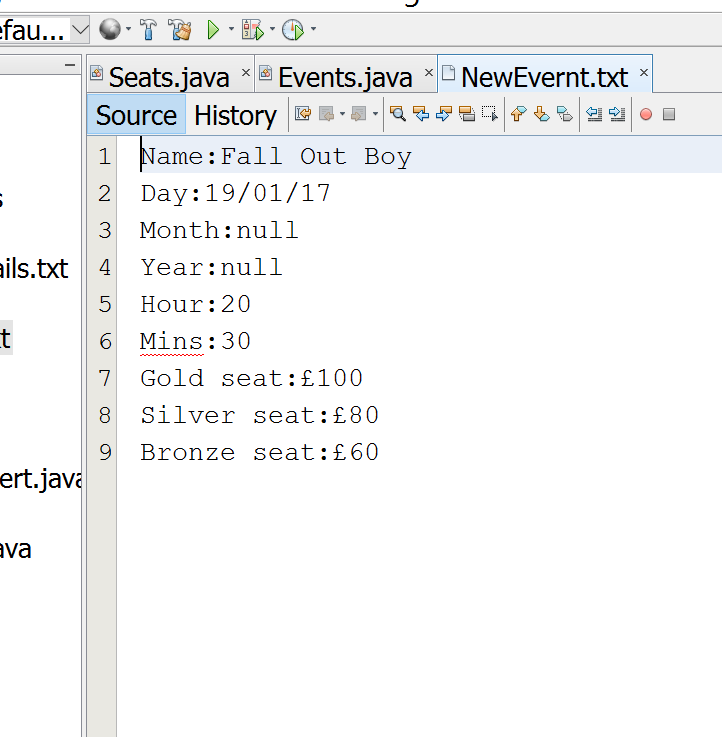 efau...
Seats.java Events.java NewEvernt.txt
Source History
1 Name:Fall Out Boy
2 Day:19/01/17
3 Month:null
4 Year:null
5 Hour:20
6 Mins:30
7 Gold seat:£100
8 Silver seat:£80
9 Bronze seat:£60
ails.txt
ert.java
ava